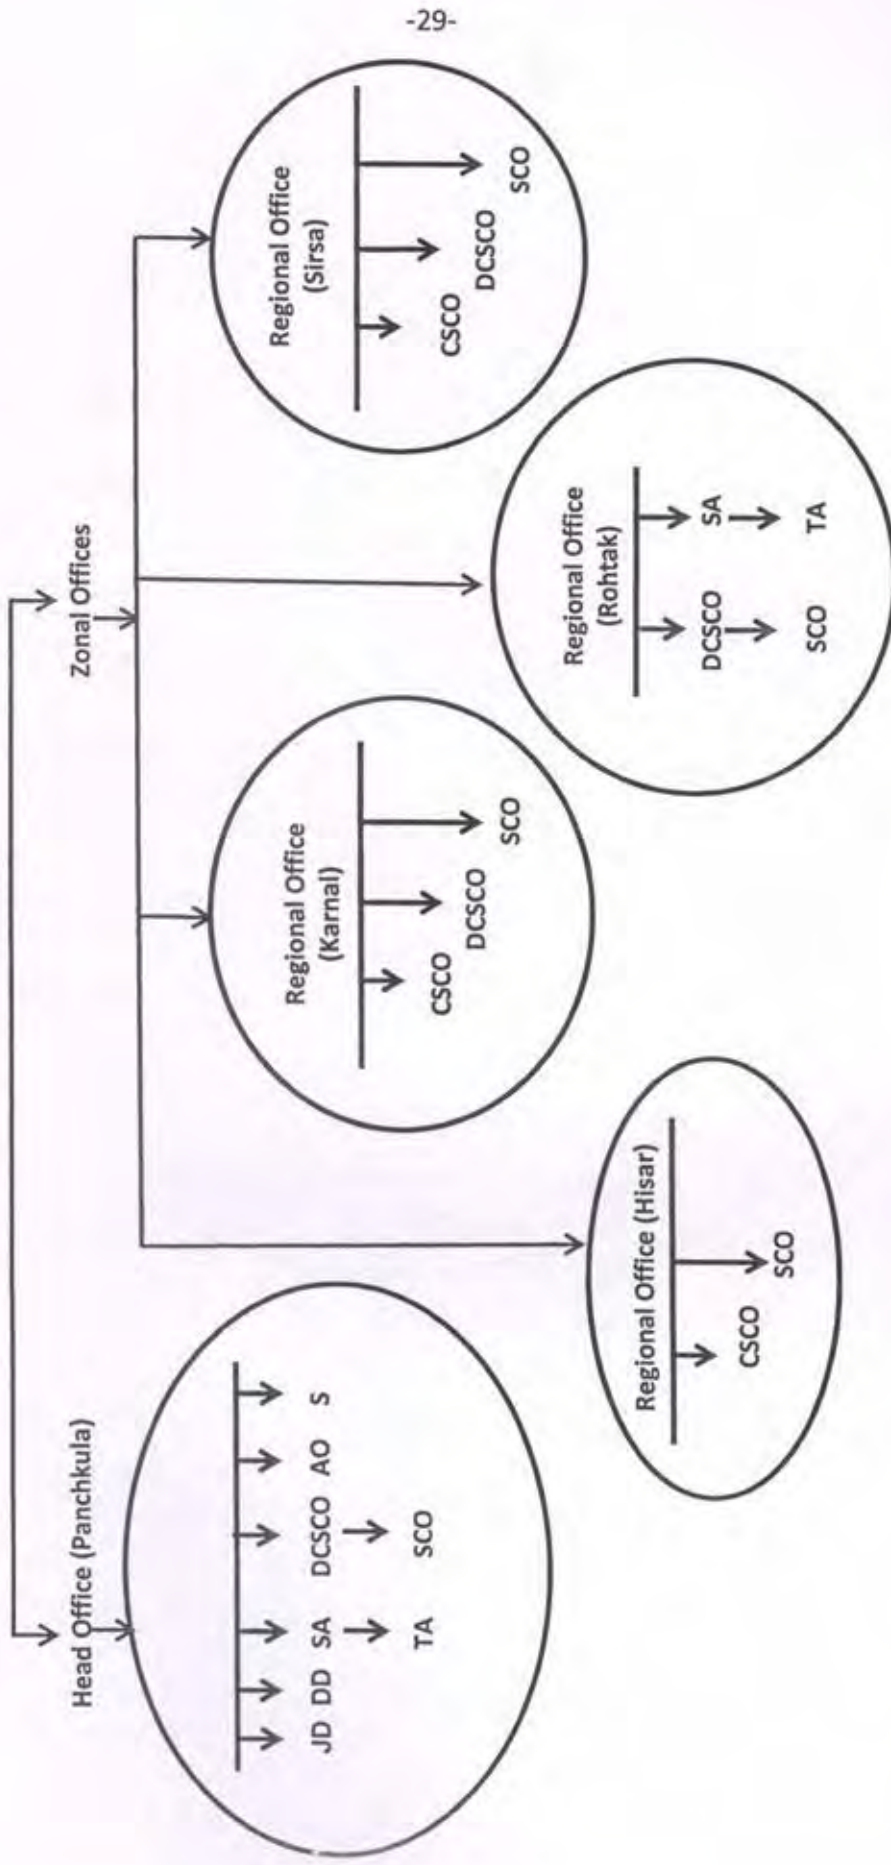 -29-
Head Office (Panchkula)
JD DD SA DCSCO AO S
TA SCO
Zonal Offices
Regional Office (Hisar)
CSCO
SCO
Regional Office
(Karnal)
CSCO
DCSCO
SCO
Regional Office
(Rohtak)
DCSCO SA
SCO TA
Regional Office
(Sirsa)
CSCO
DCSCO
SCO